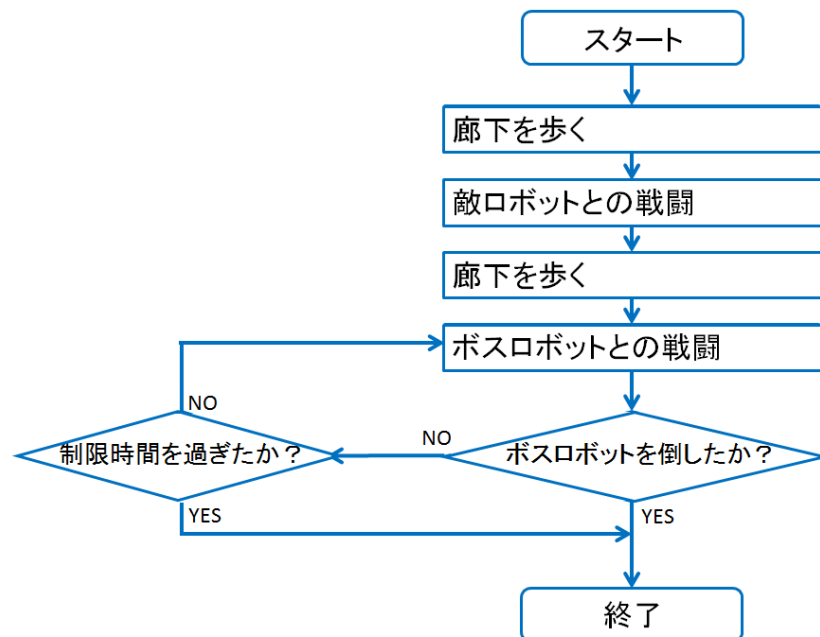 スタート
廊下を歩く
敵ロボットとの戦闘
廊下を歩く
ボスロボットとの戦闘
NO
制限時間を過ぎたか？
NO
ボスロボットを倒したか？
YES
YES
終了